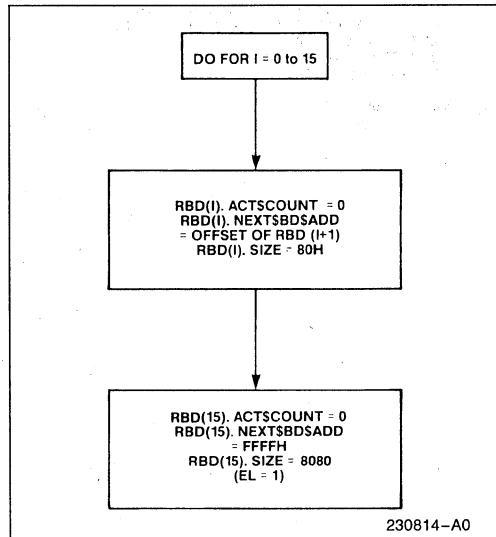 DO FOR I = 0 to 15
RBD(I). ACT$COUNT = 0
RBD(I). NEXT$BD$ADD
= OFFSET OF RBD (I+1)
RBD(I). SIZE = 80H
RBD(15). ACT$COUNT = 0
RBD(15). NEXT$BD$ADD
= FFFFH
RBD(15). SIZE = 8080
(EL = 1)
230814–A0